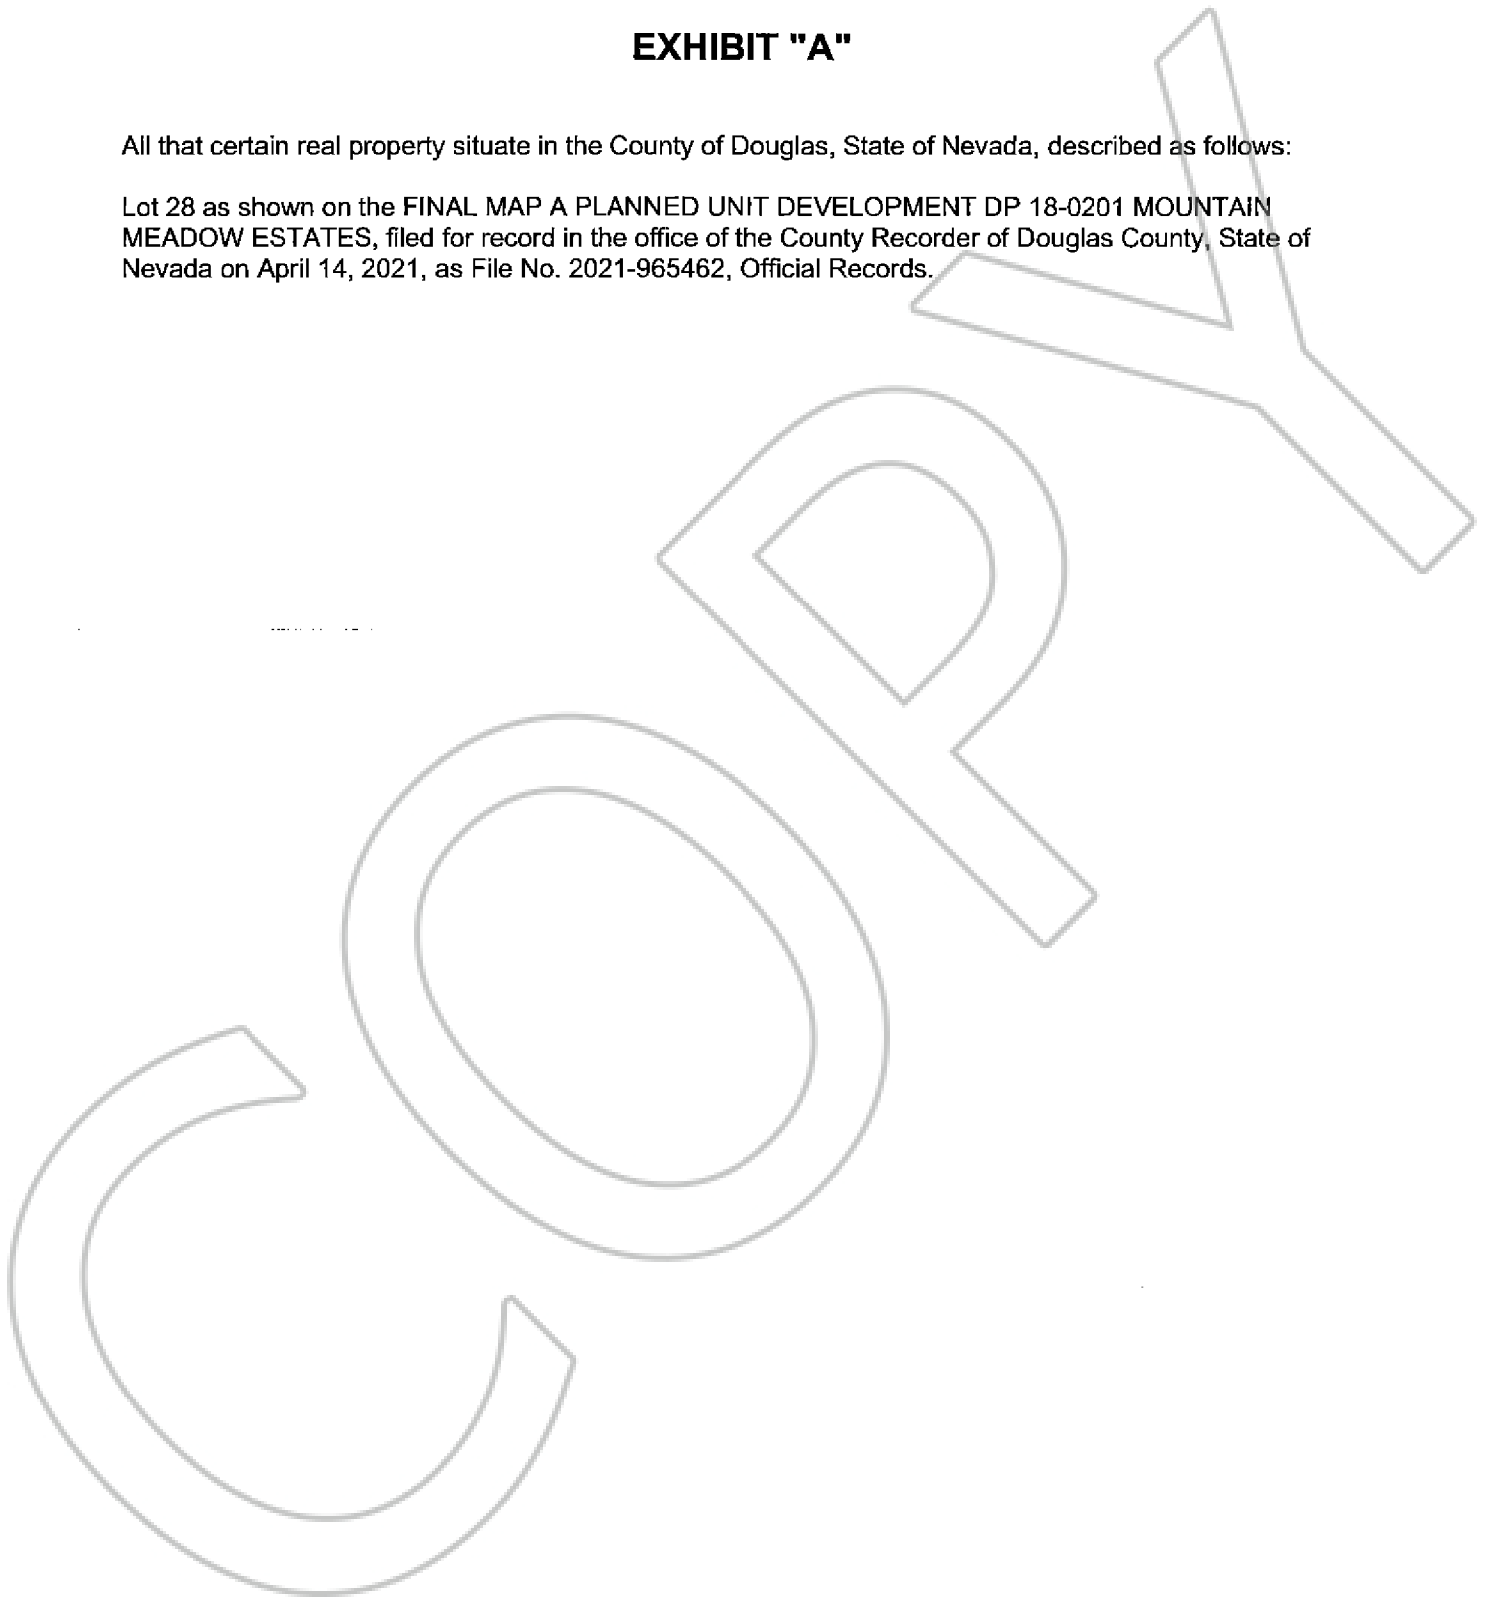 EXHIBIT "A"
All that certain real property situate in the County of Douglas, State of Nevada, described as follows:
Lot 28 as shown on the FINAL MAP A PLANNED UNIT DEVELOPMENT DP 18-0201 MOUNTAIN
MEADOW ESTATES, filed for record in the office of the County Recorder of Douglas County, State of
Nevada on April 14, 2021, as File No. 2021-965462, Official Records.
COPY